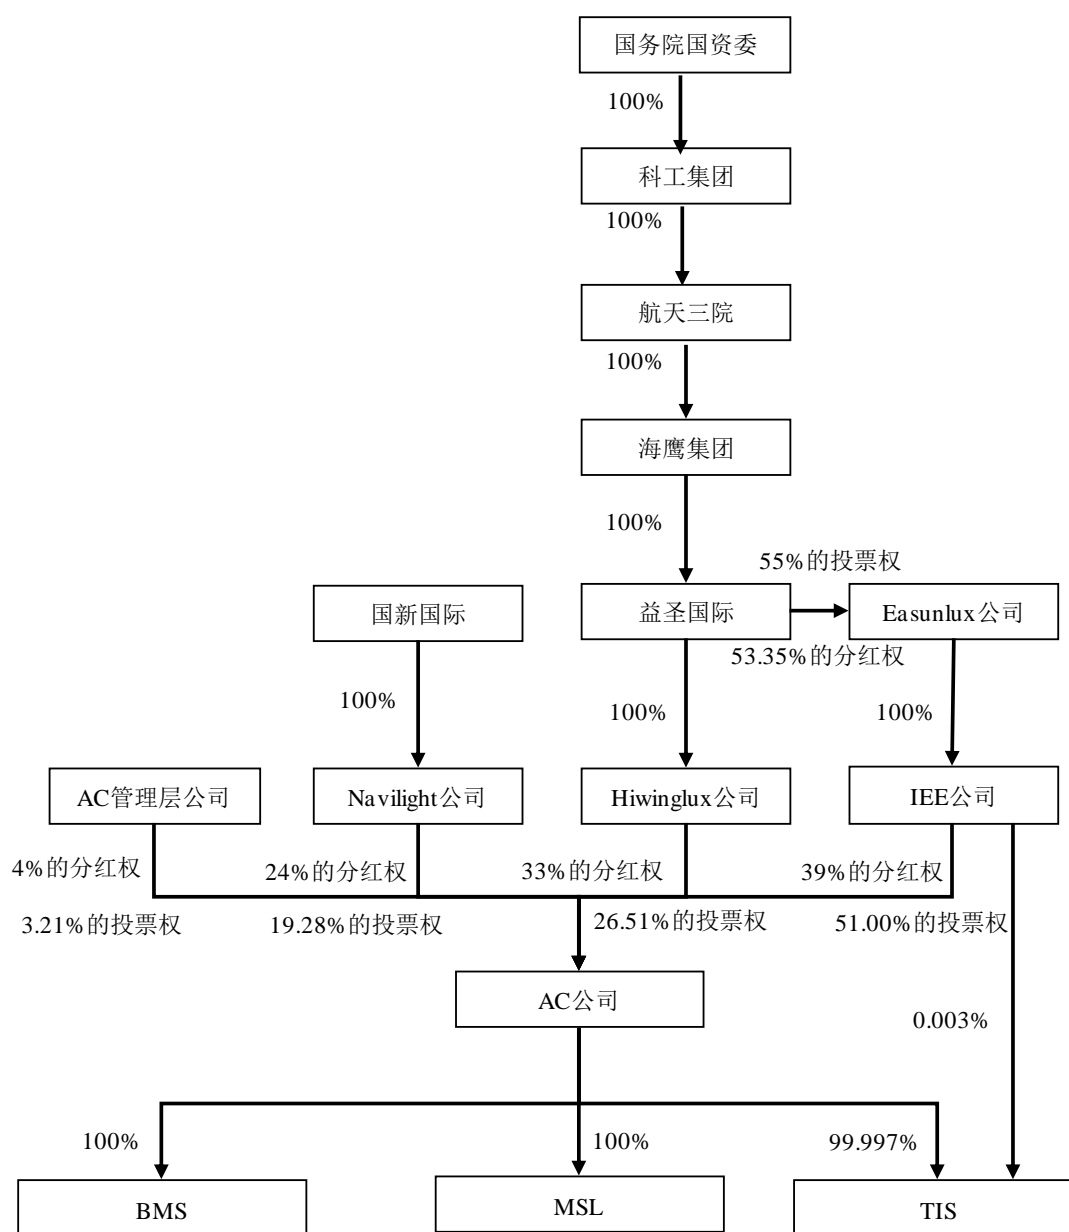 国务院国资委
100%
科工集团
100%
航天三院
100%
海鹰集团
100%
55%的投票权
国新国际
益圣国际
Easunlux公司
53.35%的分红权
100%
100%
100%
AC管理层公司
Navilight公司
Hiwinglux公司
IEE公司
4%的分红权
24%的分红权
33%的分红权
39%的分红权
3.21%的投票权
19.28%的投票权
26.51%的投票权
51.00%的投票权
AC公司
0.003%
100%
100%
99.997%
BMS
MSL
TIS